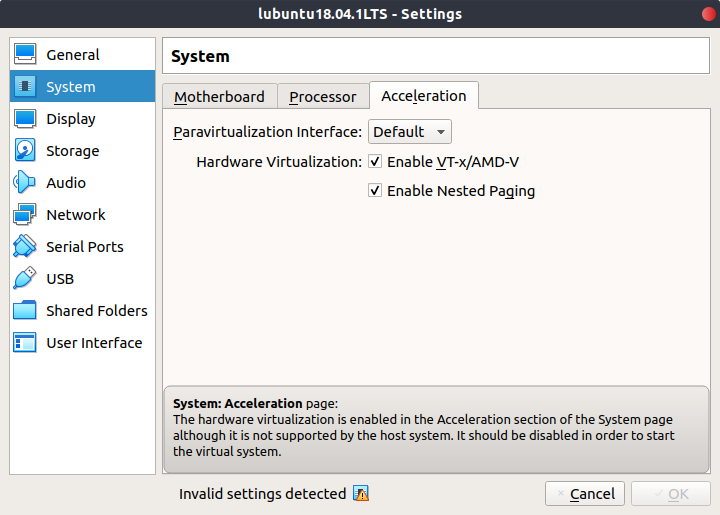 lubuntu18.04.1LTS - Settings
General
System
Display
Storage
Audio
Network
Serial Ports
USB
Shared Folders
User Interface
System
Motherboard Processor Acceleration
Paravirtualization Interface: Default
Hardware Virtualization: Enable VT-x/AMD-V
Enable Nested Paging
System: Acceleration page:
The hardware virtualization is enabled in the Acceleration section of the System page
although it is not supported by the host system. It should be disabled in order to start
the virtual system.
Invalid settings detected
Cancel OK